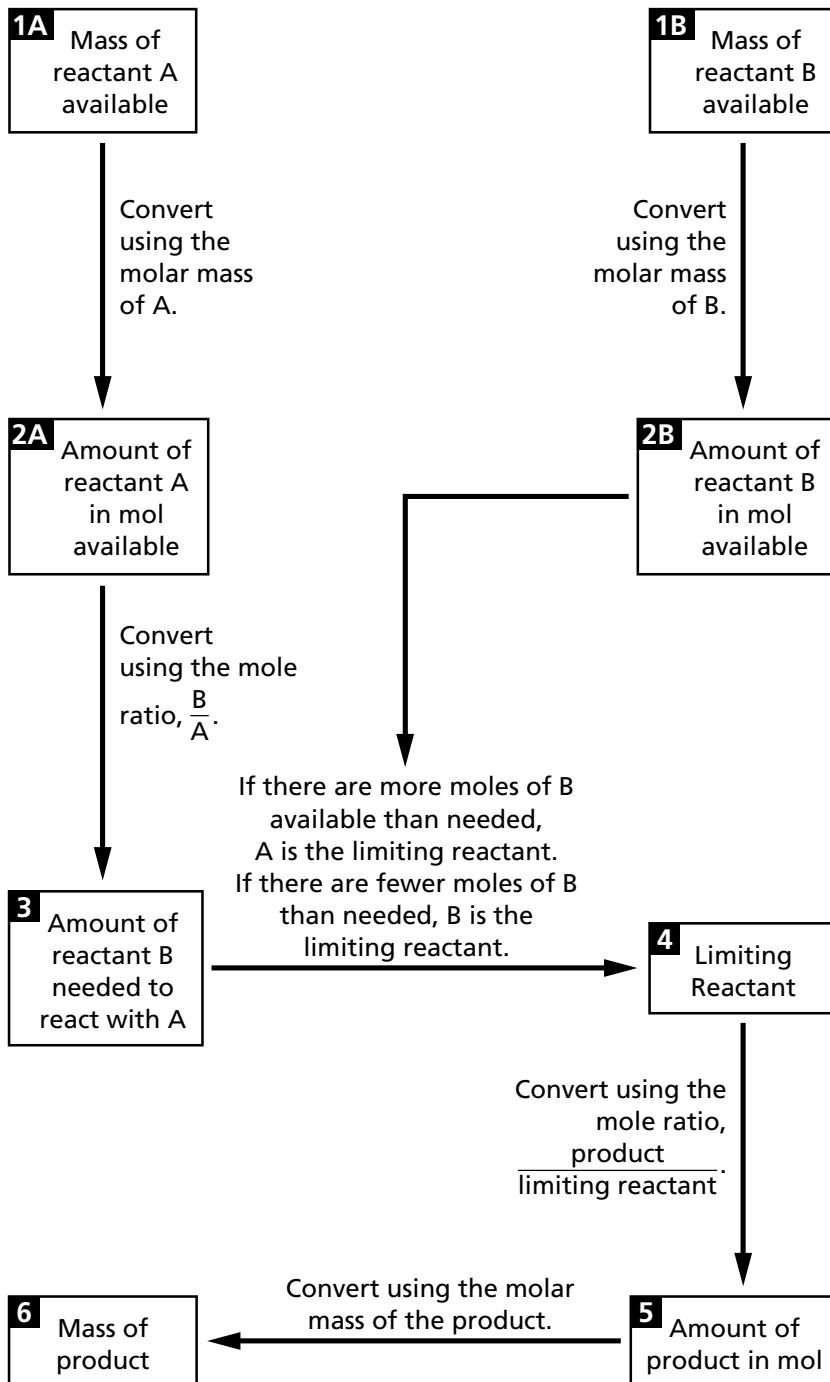 1A
Mass of
reactant A
available
1B
Mass of
reactant B
available
Convert
using the
molar mass
of A.
Convert
using the
molar mass
of B.
2A
Amount of
reactant A
in mol
available
2B
Amount of
reactant B
in mol
available
Convert
using the mole
ratio, B/A.
If there are more moles of B
available than needed,
A is the limiting reactant.
If there are fewer moles of B
than needed, B is the
limiting reactant.
3
Amount of
reactant B
needed to
react with A
4
Limiting
Reactant
Convert using the
mole ratio,
product
limiting reactant.
Convert using the molar
mass of the product.
6
Mass of
product
5
Amount of
product in mol